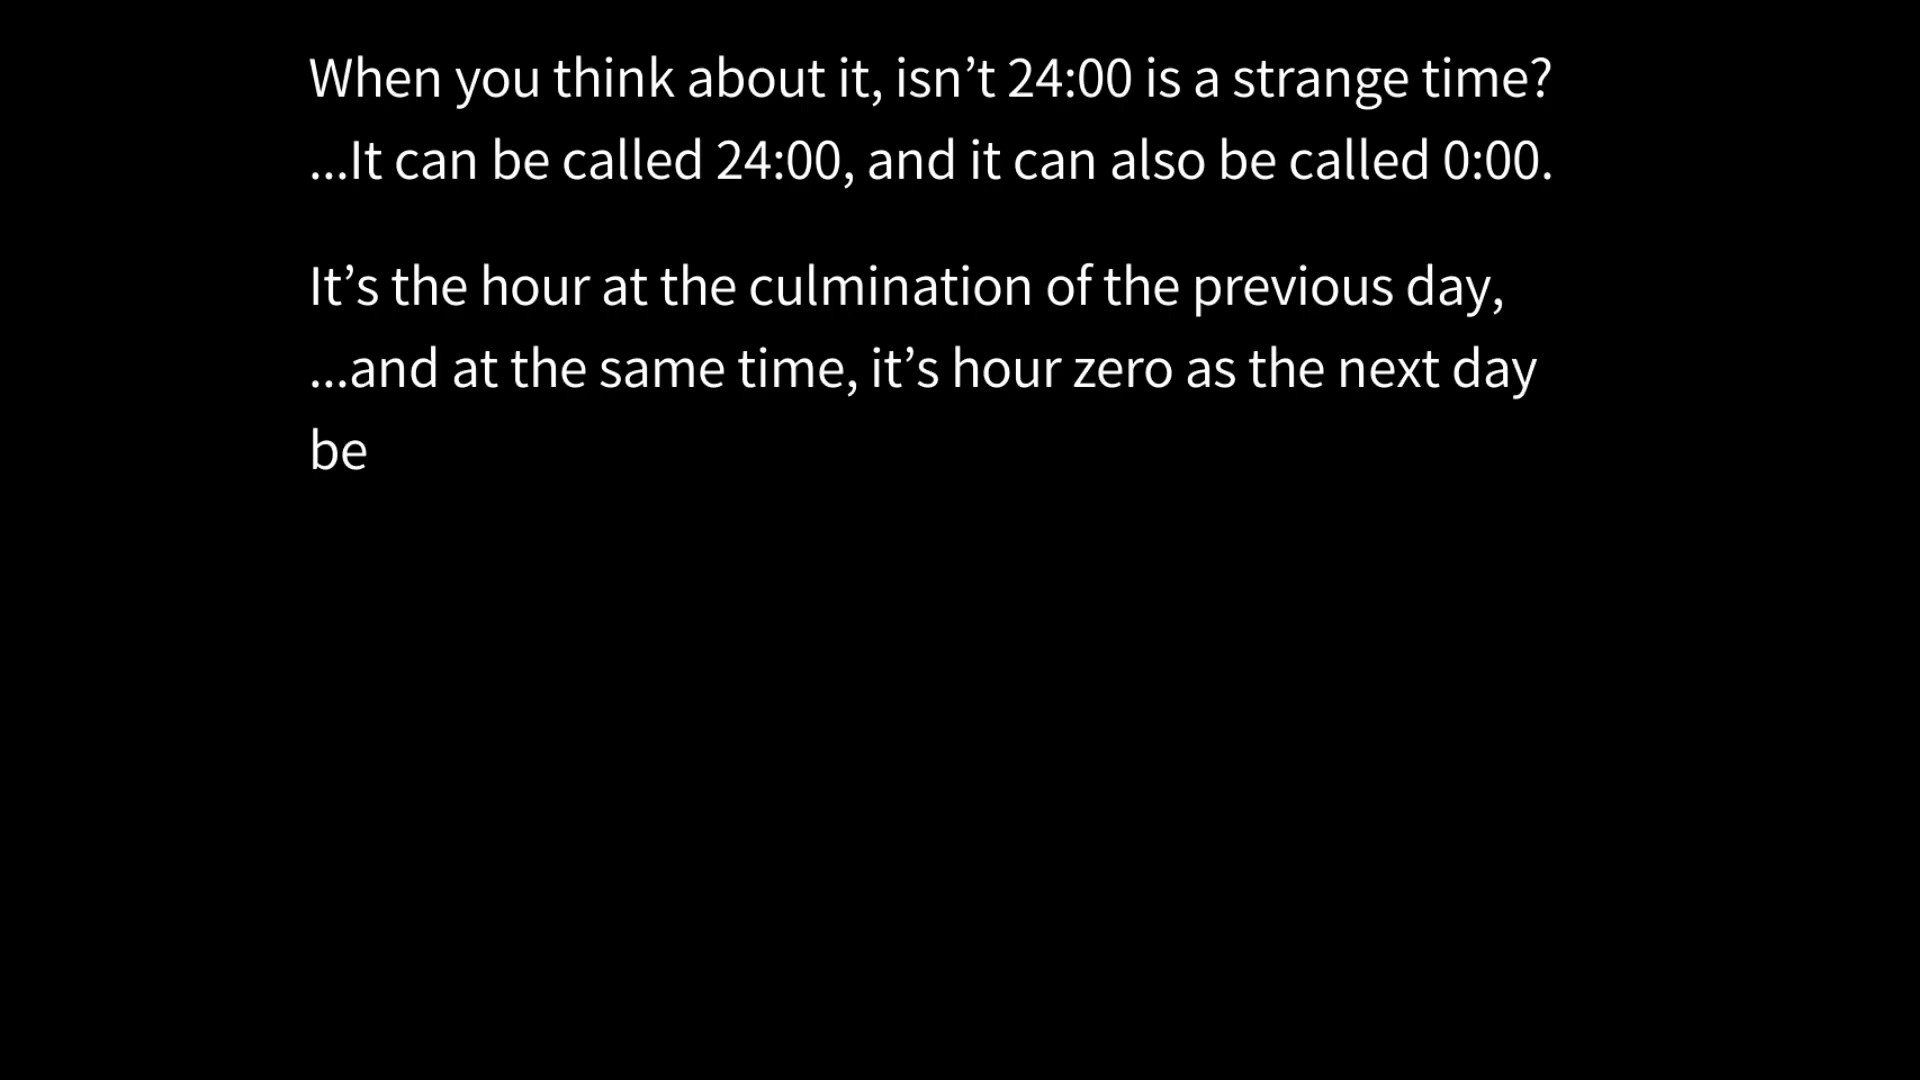 When you think about it, isn’t 24:00 is a strange time?
...It can be called 24:00, and it can also be called 0:00.
It’s the hour at the culmination of the previous day,
...and at the same time, it’s hour zero as the next day
be